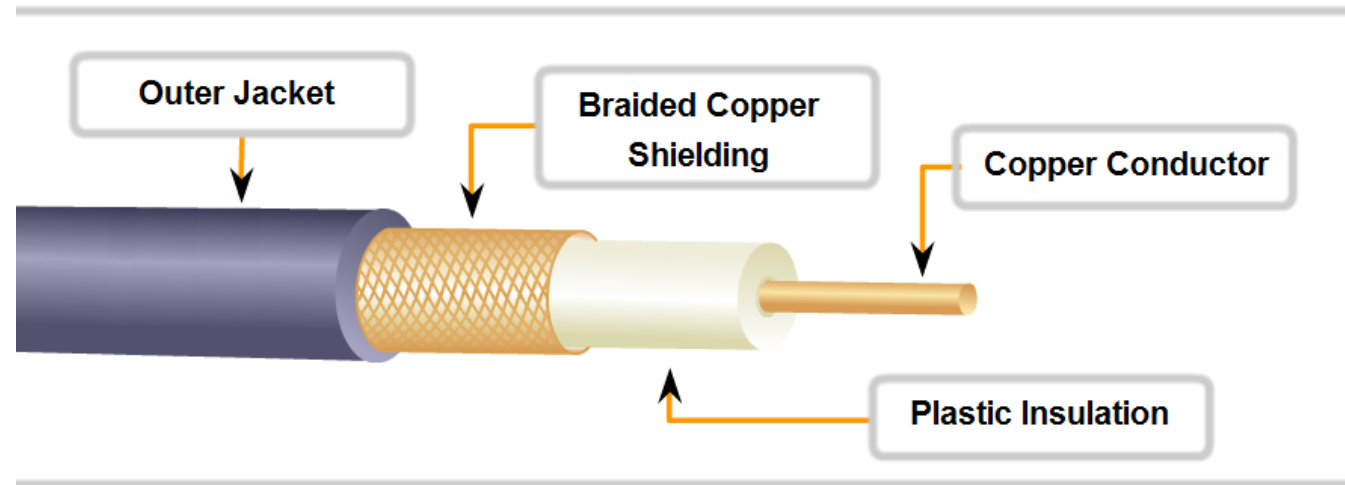 Outer Jacket
Braided Copper
Shielding
Copper Conductor
Plastic Insulation